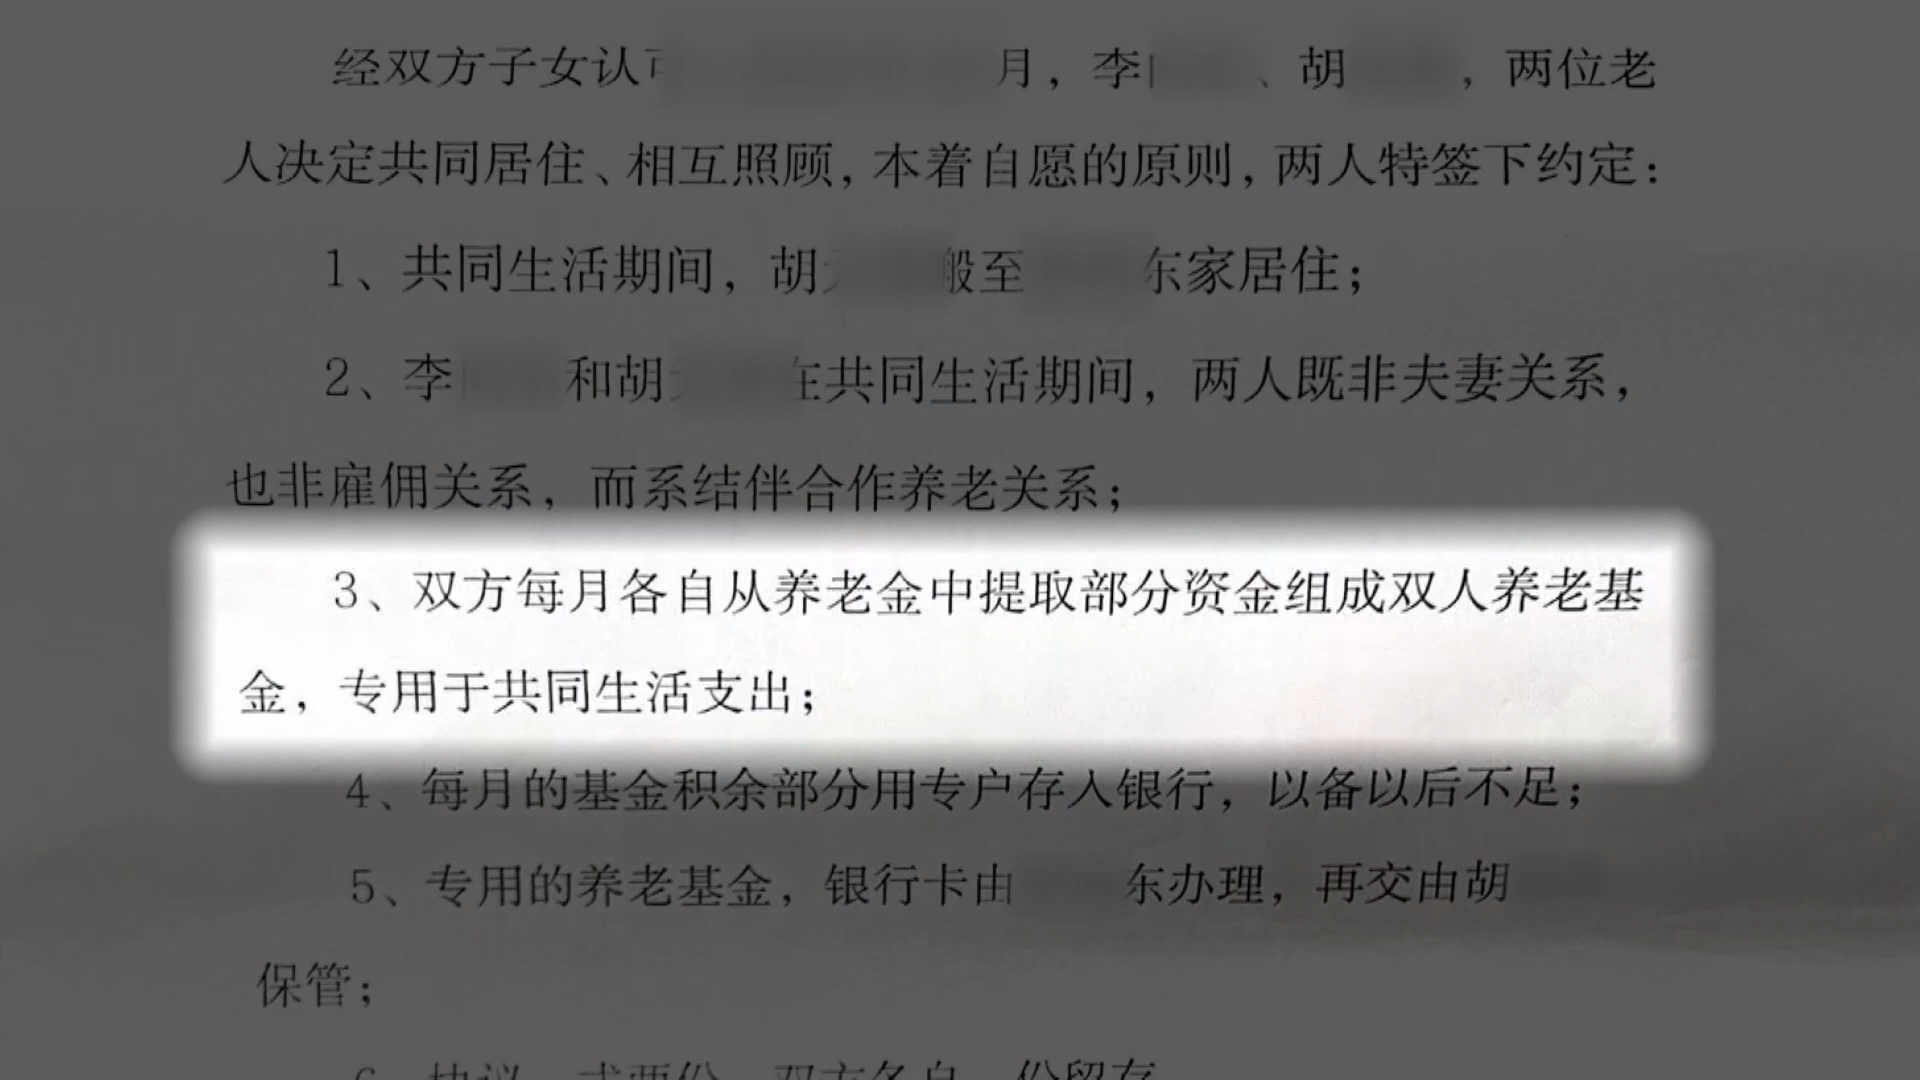 经双方子女认可 月，李 、胡 ，两位老
人决定共同居住、相互照顾，本着自愿的原则，两人特签下约定：
1、共同生活期间，胡 搬至 东家居住；
2、李 和胡 在共同生活期间，两人既非夫妻关系，
也非雇佣关系，而系结伴合作养老关系；
3、双方每月各自从养老金中提取部分资金组成双人养老基
金，专用于共同生活支出；
4、每月的基金积余部分用专户存入银行，以备以后不足；
5、专用的养老基金，银行卡由 东办理，再交由胡
保管；